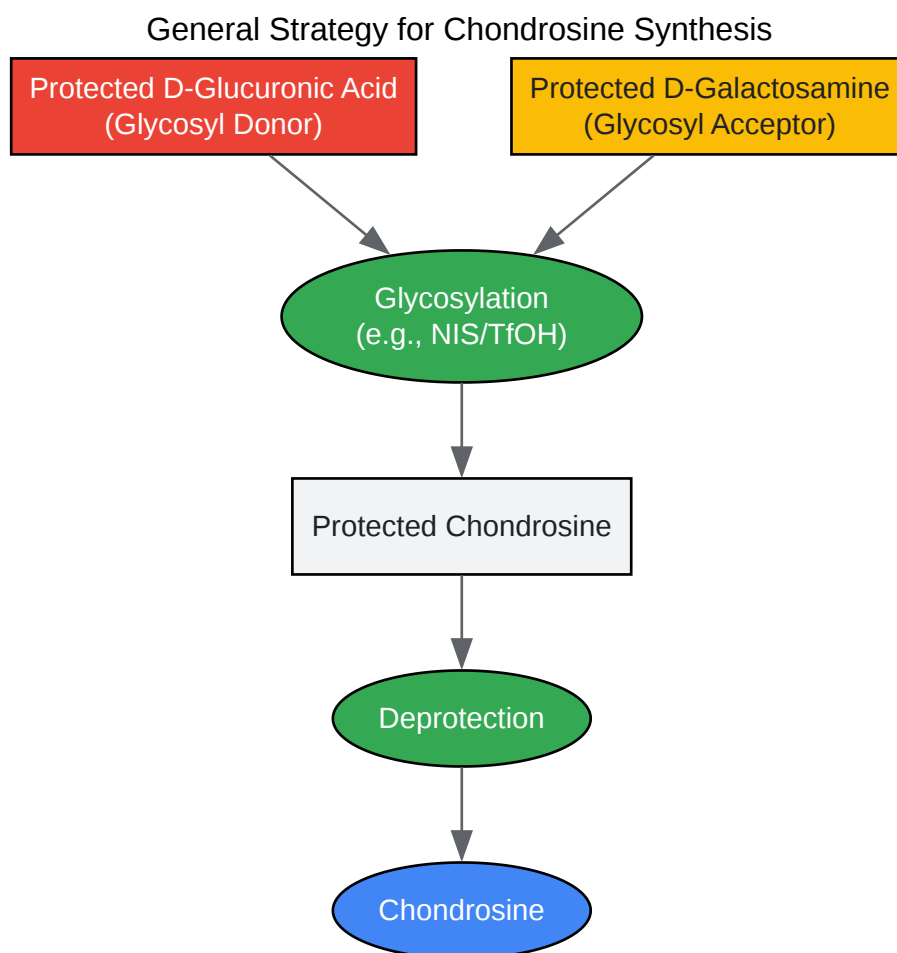 General Strategy for Chondrosine Synthesis
Protected D-Glucuronic Acid
(Glycosyl Donor)
Protected D-Galactosamine
(Glycosyl Acceptor)
Glycosylation
(e.g., NIS/TfOH)
Protected Chondrosine
Deprotection
Chondrosine